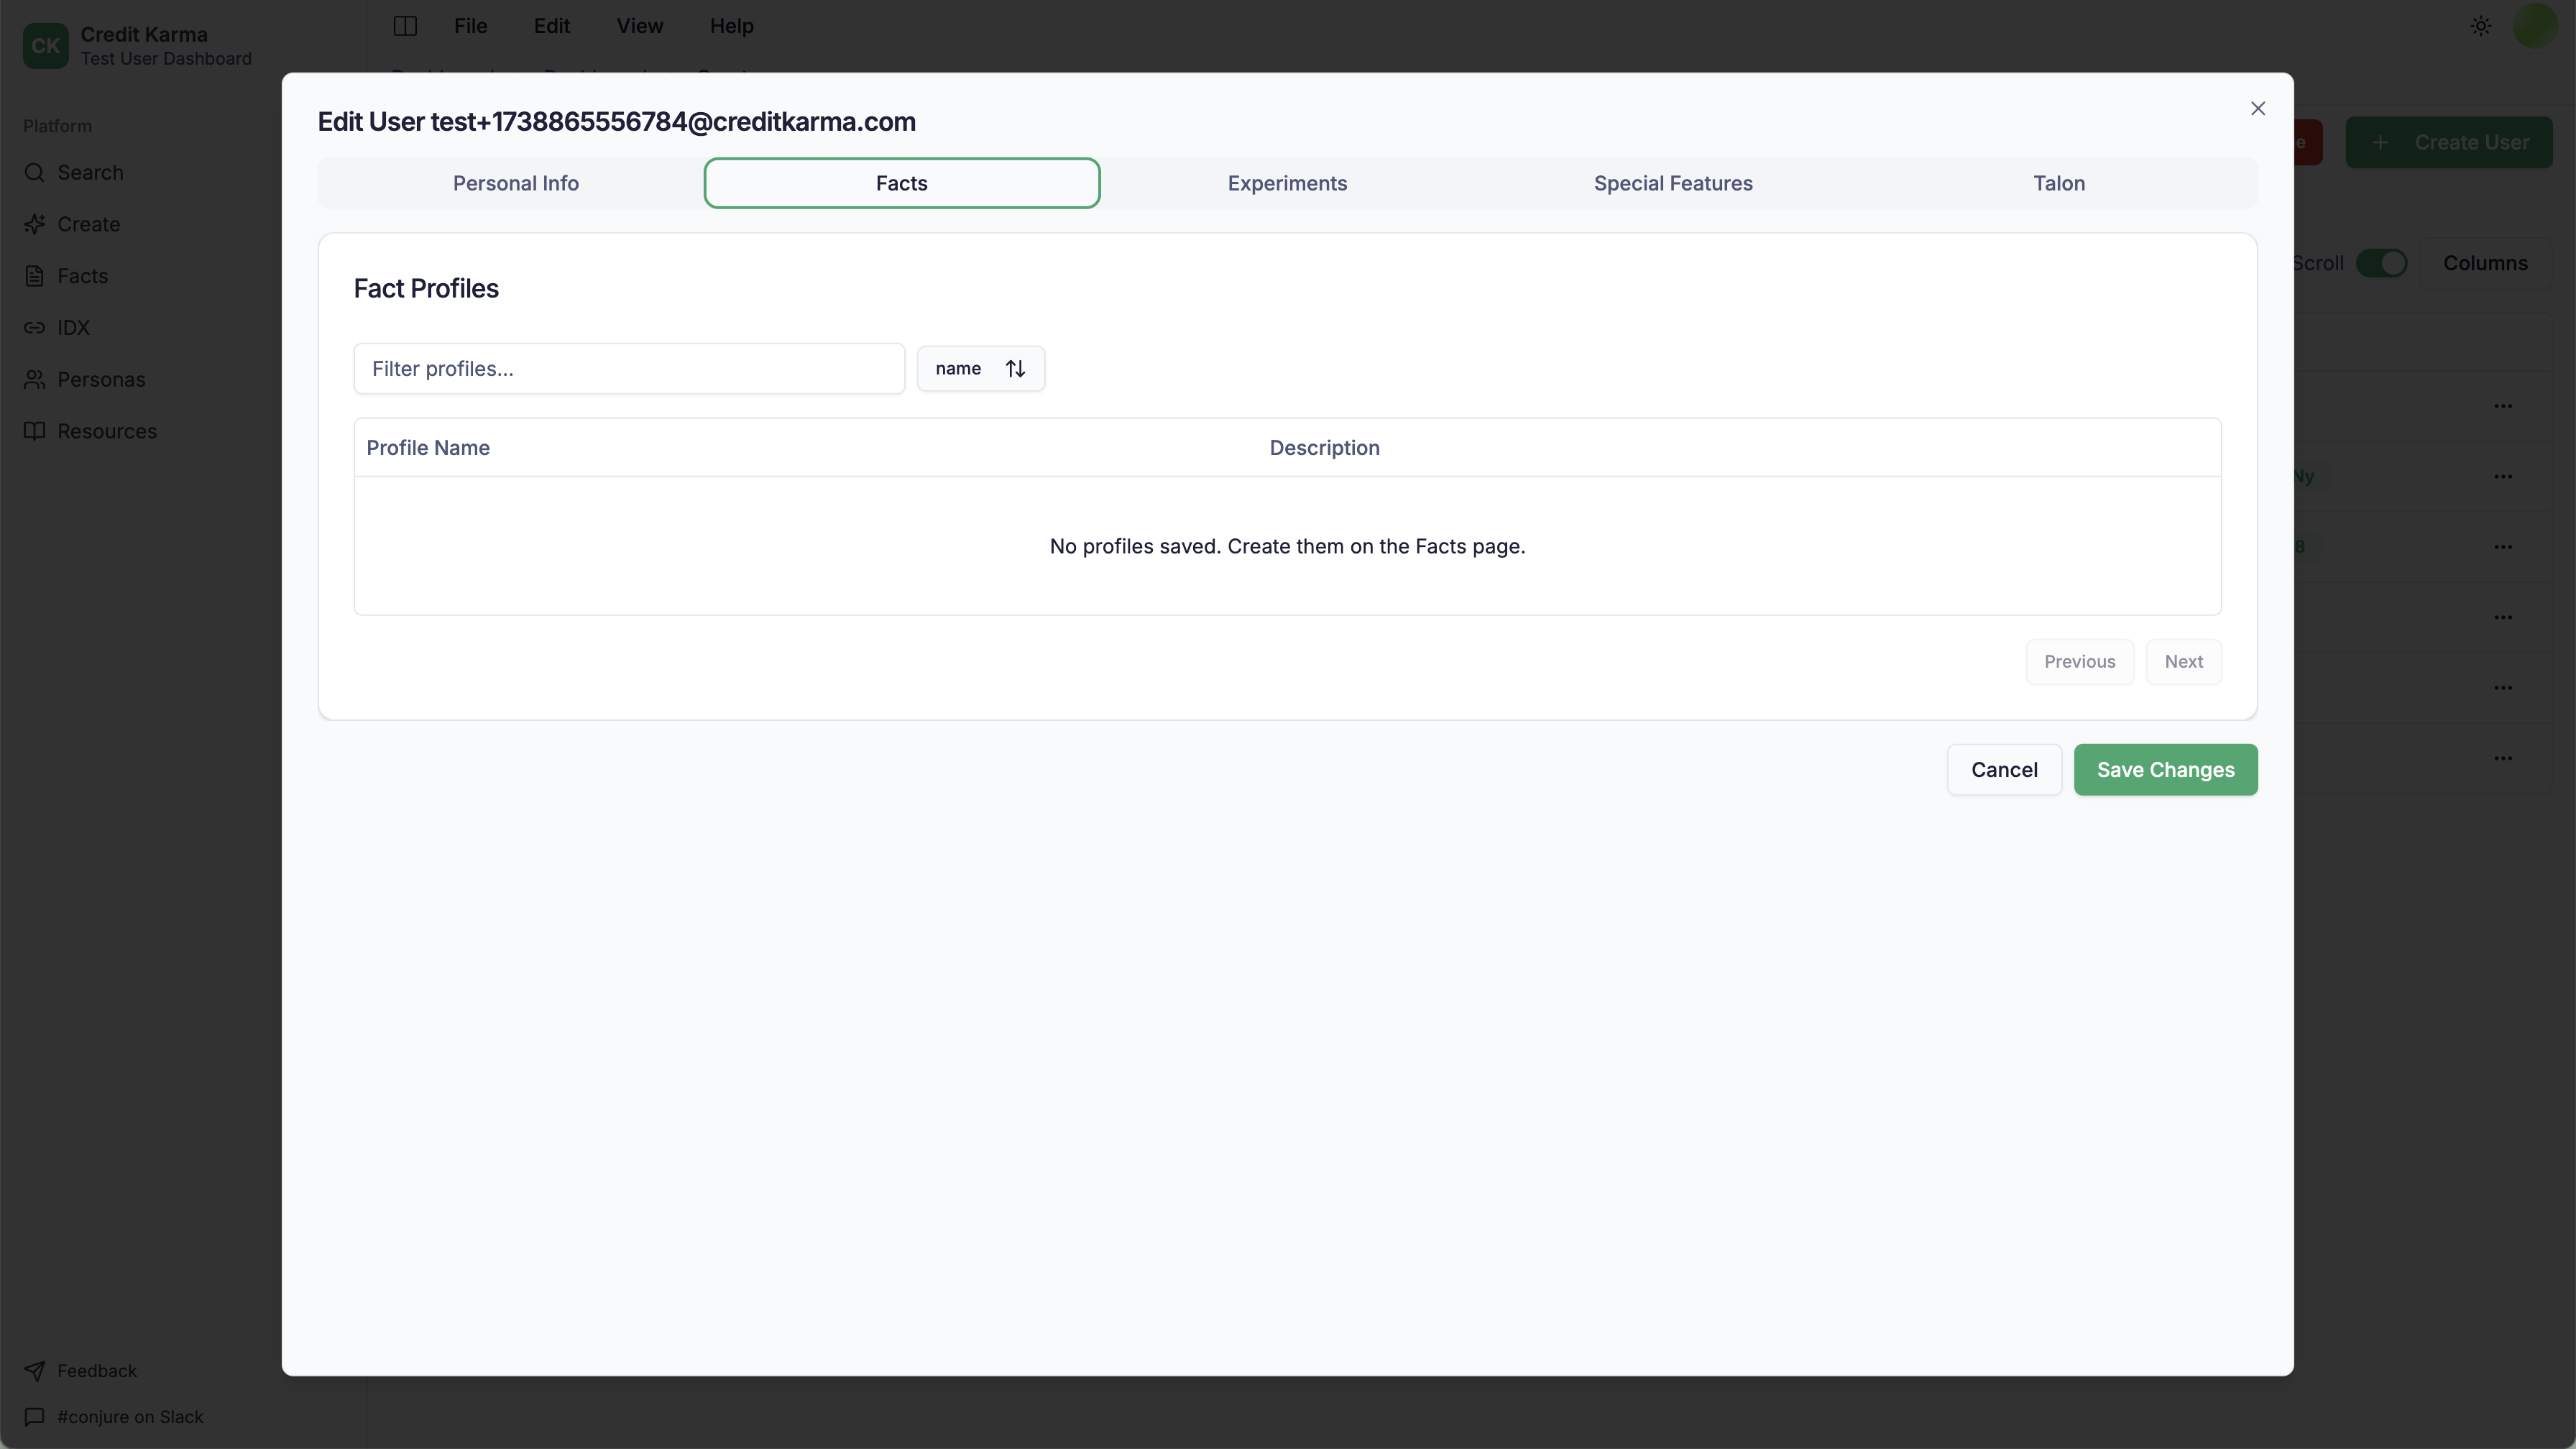 CK
Credit Karma
Test User Dashboard
File Edit View Help
Edit User test+1738865556784@creditkarma.com
Platform
Search
Create
Facts
IDX
Personas
Resources
Feedback
#conjure on Slack
Personal Info Facts Experiments Special Features Talon
Fact Profiles
Filter profiles...
name
Profile Name Description
No profiles saved. Create them on the Facts page.
Previous Next
Cancel Save Changes
e
+ Create User
Scroll
Columns
Ny
8